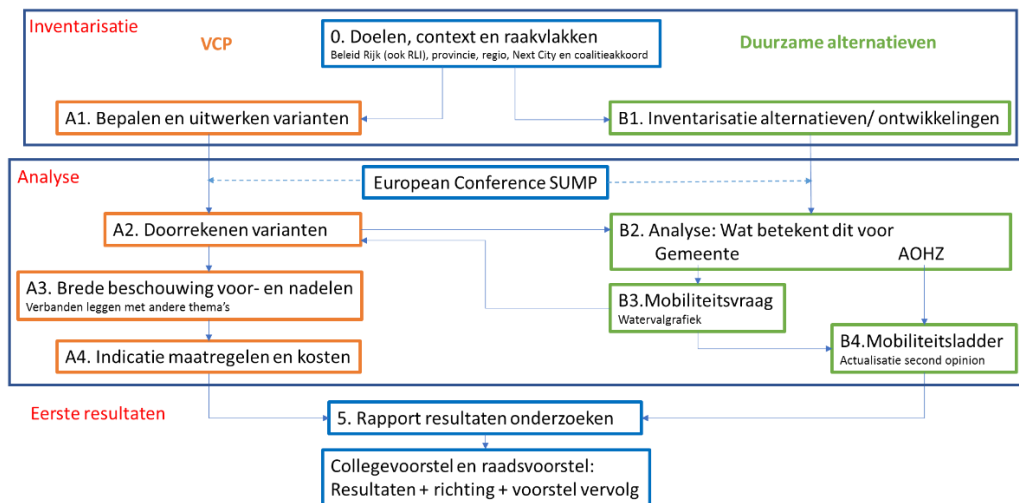 Inventarisatie
VCP
0. Doelen, context en raakvlakken
Beleid Rijk (ook RLI), provincie, regio, Next City en coalitieakkoord
Duurzame alternatieven
A1. Bepalen en uitwerken varianten
B1. Inventarisatie alternatieven/ ontwikkelingen
Analyse
European Conference SUMP
A2. Doorrekenen varianten
B2. Analyse: Wat betekent dit voor
Gemeente AOHZ
A3. Brede beschouwing voor- en nadelen
Verbanden leggen met andere thema's
B3.Mobiliteitsvraag
Watervalgrafiek
A4. Indicatie maatregelen en kosten
B4.Mobiliteitsladder
Actualisatie second opinion
Eerste resultaten
5. Rapport resultaten onderzoeken
Collegevoorstel en raadsvoorstel:
Resultaten + richting + voorstel vervolg